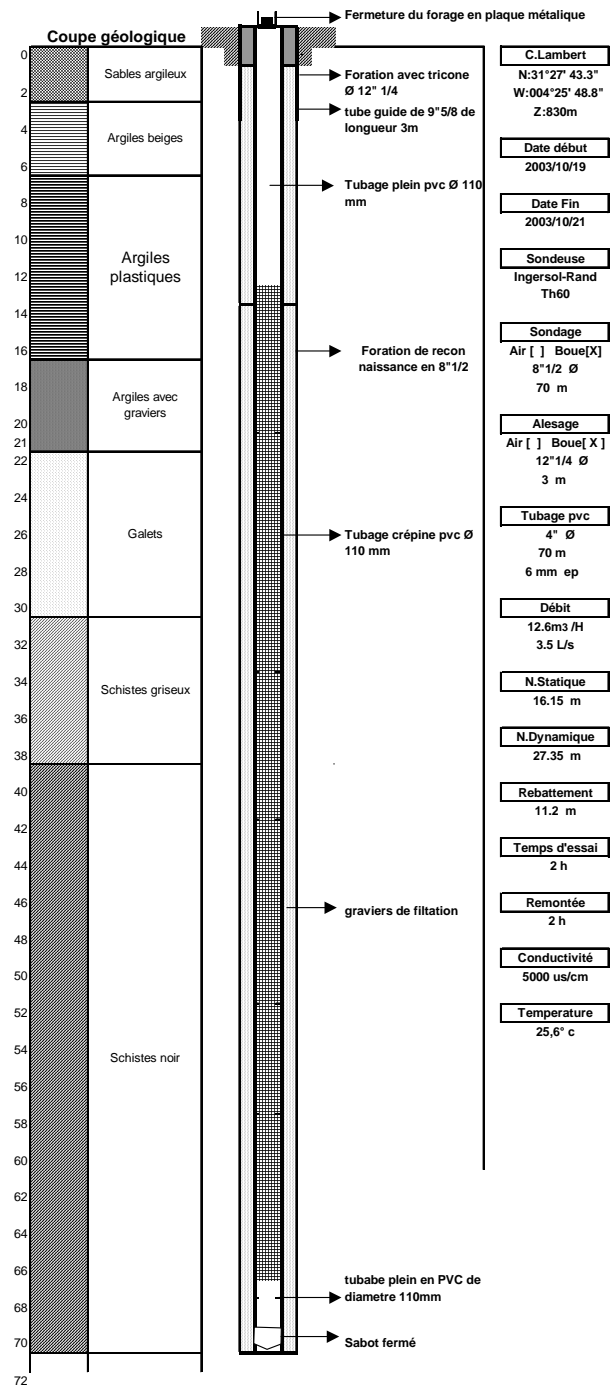 Coupe géologique
0
2
4
6
8
10
12
14
16
18
20
21
22
24
26
28
30
32
34
36
38
40
42
44
46
48
50
52
54
56
58
60
62
64
66
68
70
72
Sables argileux
Argiles beiges
Argiles
plastiques
Argiles avec
graviers
Galets
Schistes griseux
Schistes noir
Fermeture du forage en plaque métalique
Foration avec tricone
Ø 12" 1/4
tube guide de 9"5/8 de
longueur 3m
Tubage plein pvc Ø 110
mm
Foration de recon
naissance en 8"1/2
Tubage crépine pvc Ø
110 mm
graviers de filtation
tubabe plein en PVC de
diametre 110mm
Sabot fermé
C.Lambert
N:31°27' 43.3"
W:004°25' 48.8"
Z:830m
Date début
2003/10/19
Date Fin
2003/10/21
Sondeuse
Ingersol-Rand
Th60
Sondage
Air [ ] Boue[X]
8"1/2 Ø
70 m
Alesage
Air [ ] Boue[ X ]
12"1/4 Ø
3 m
Tubage pvc
4" Ø
70 m
6 mm ep
Débit
12.6m3 /H
3.5 L/s
N.Statique
16.15 m
N.Dynamique
27.35 m
Rebattement
11.2 m
Temps d'essai
2 h
Remontée
2 h
Conductivité
5000 us/cm
Temperature
25,6° c